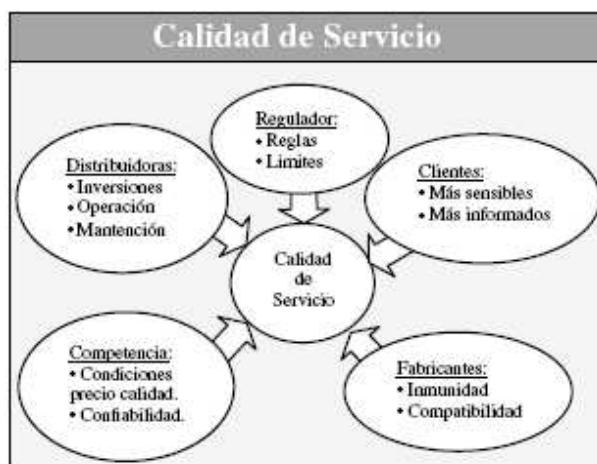 Calidad de Servicio
Regulador:
• Reglas
• Limites
Distribuidoras:
• Inversiones
• Operación
• Mantención
Clientes:
• Más sensibles
• Más informados
Calidad
de
Servicio
Competencia:
• Condiciones
precio calidad.
• Confiabilidad.
Fabricantes:
• Inmunidad
• Compatibilidad